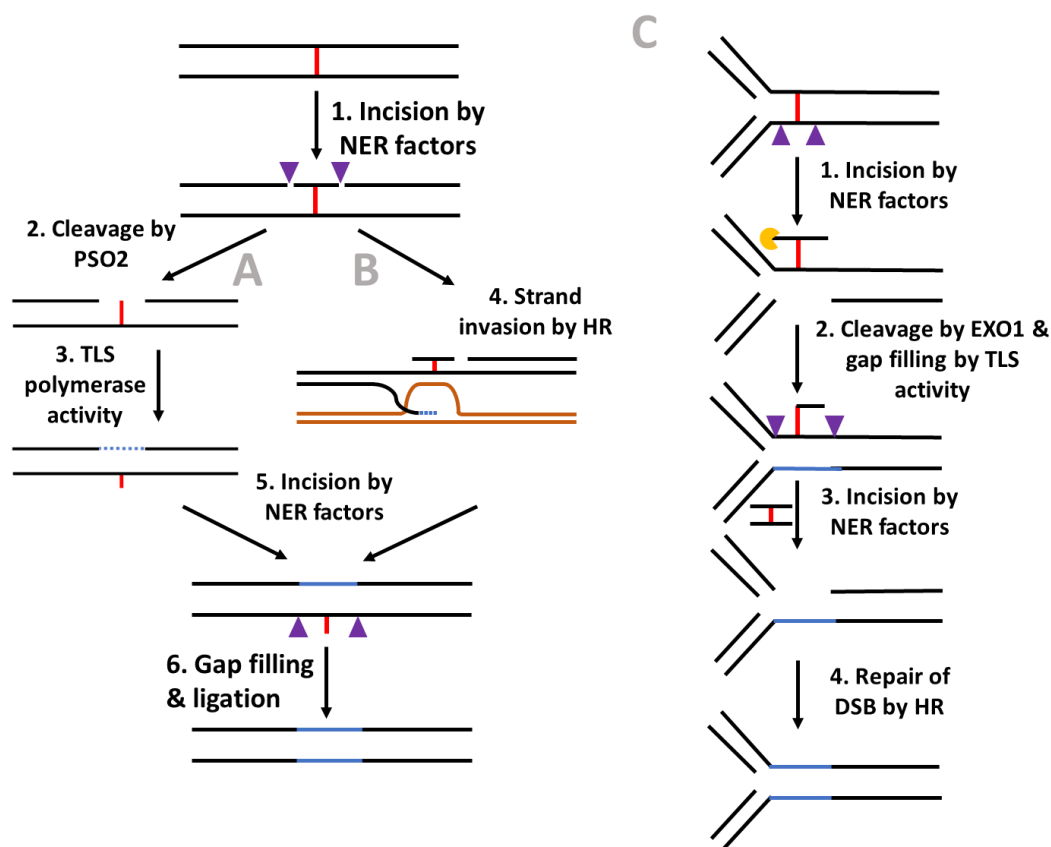 1. Incision by
NER factors
2. Cleavage by
PSO2
A
B
3. TLS
polymerase
activity
4. Strand
invasion by HR
5. Incision by
NER factors
6. Gap filling
& ligation
C
1. Incision by
NER factors
2. Cleavage by EXO1 &
gap filling by TLS
activity
3. Incision by
NER factors
4. Repair of
DSB by HR